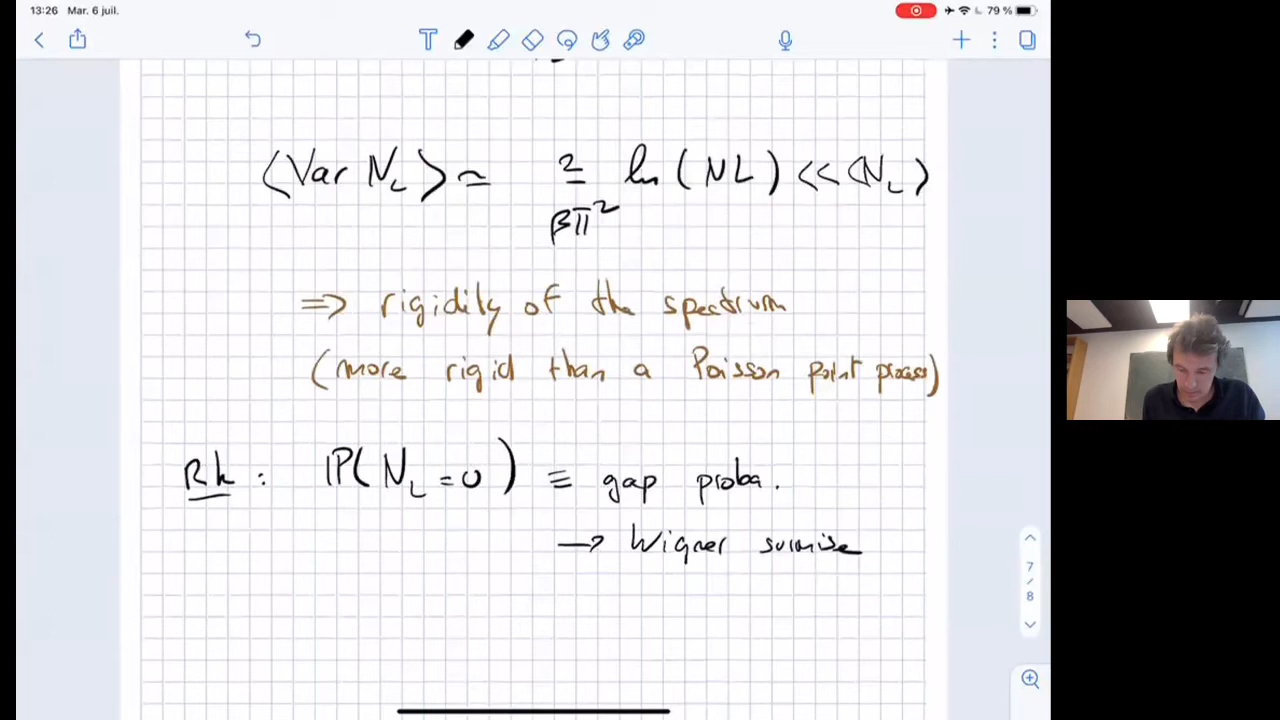 13:26 Mar. 6 juil.
79 %
⟨Var N_L⟩ ≃ 2/(βπ²) ln(NL) << ⟨N_L⟩
⇒ rigidity of the spectrum
(more rigid than a Poisson point process)
Rk : ℙ(N_L = 0) ≡ gap proba.
→ Wigner surmise
7
/
8